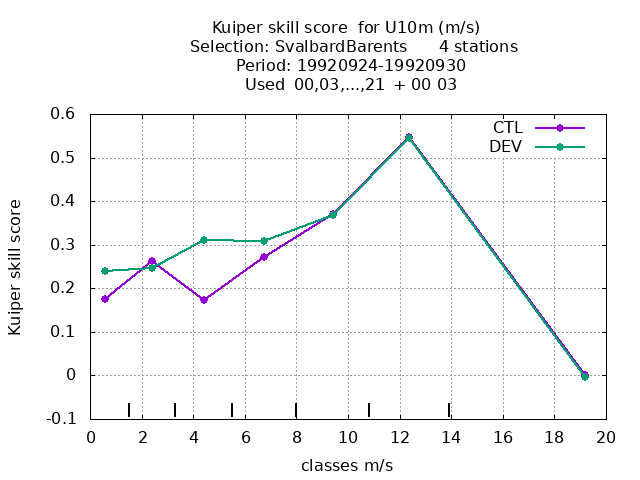 Kuiper skill score  for U10m (m/s)
Selection: SvalbardBarents       4 stations
Period: 19920924-19920930
Used  00,03,...,21  + 00 03
CTL
DEV
Kuiper skill score
0.6
0.5
0.4
0.3
0.2
0.1
0
-0.1
0 2 4 6 8 10 12 14 16 18 20
classes m/s